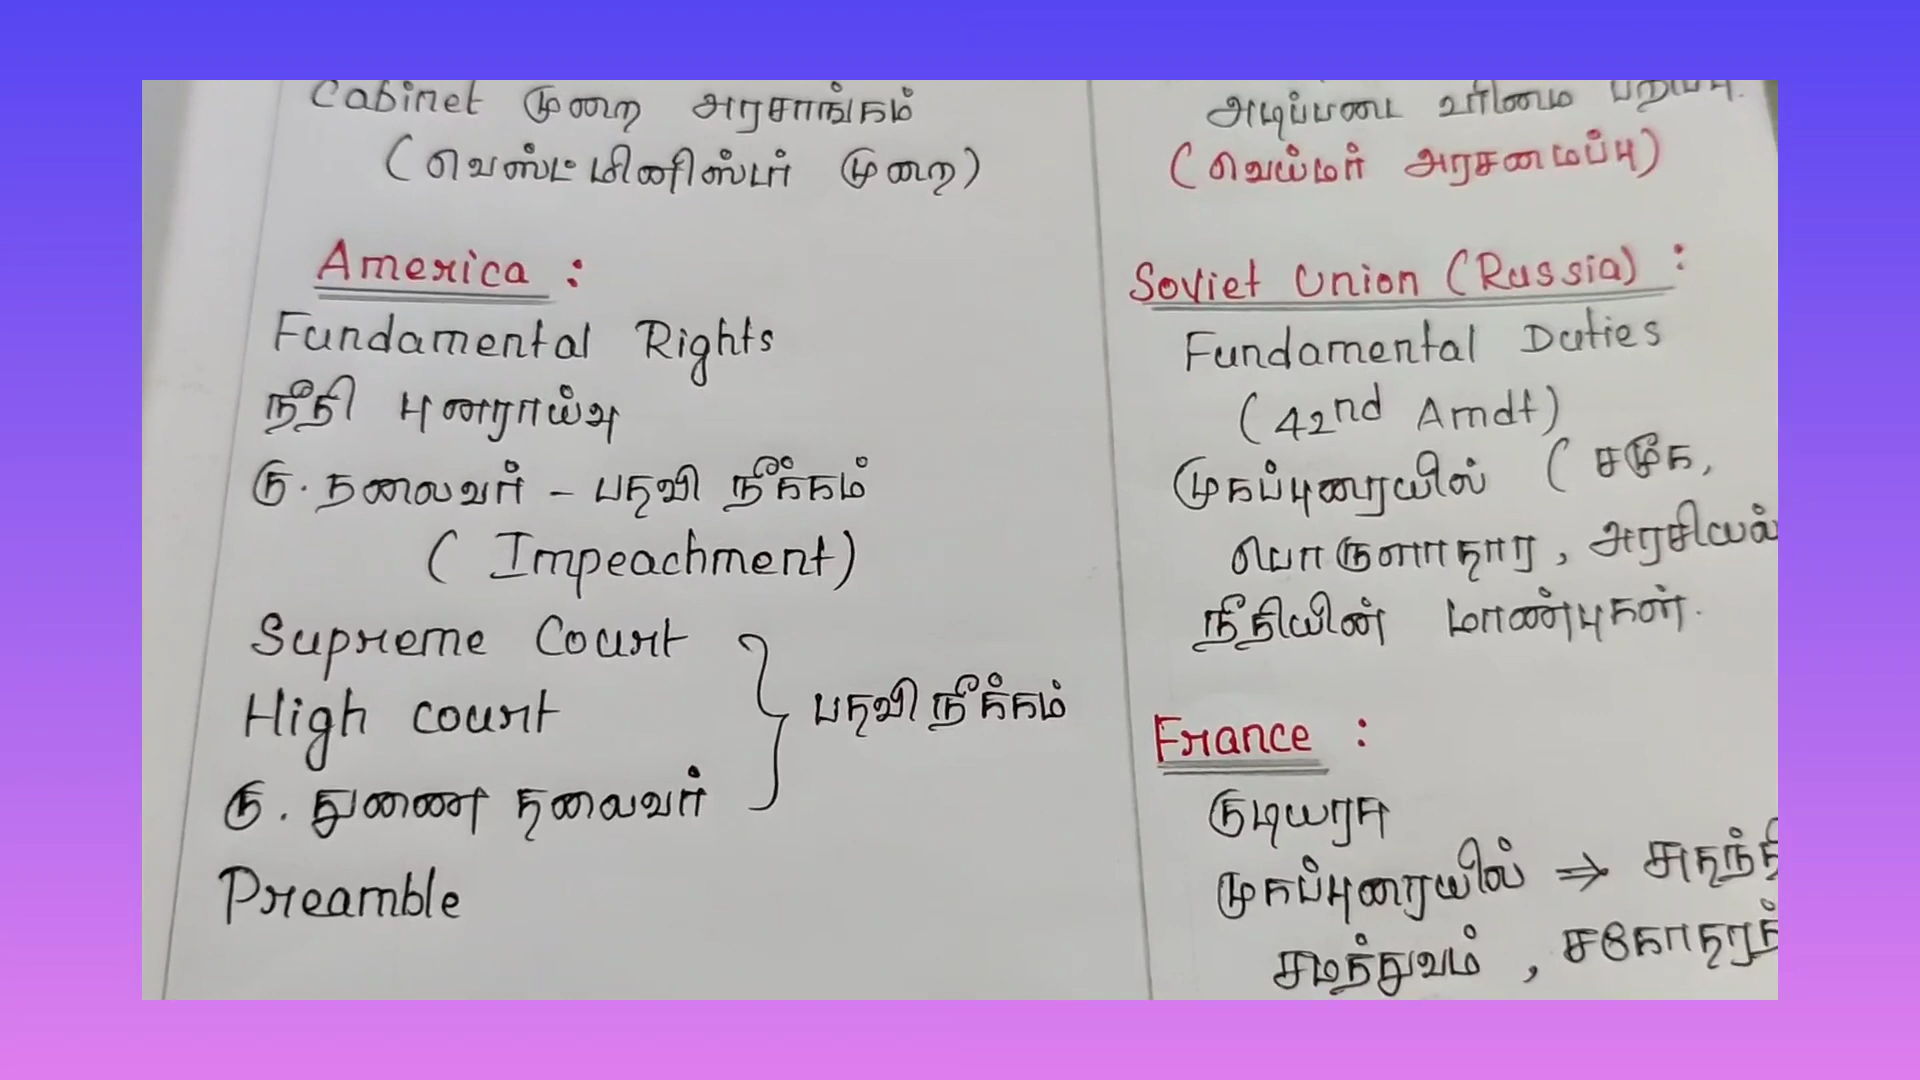 Cabinet முறை அரசாங்கம்
(வெஸ்ட் மினிஸ்டர் முறை)
America :
Fundamental Rights
நீதி புனராய்வு
கு. தலைவர் - பதவி நீக்கம்
( Impeachment)
Supreme Court
High court
கு. துணை தலைவர்
பதவி நீக்கம்
Preamble
அடிப்படை உரிமை
(வெய்மர் அரசமைப்பு)
Soviet Union (Russia) :
Fundamental Duties
(42nd Amdt)
முகப்புரையில் ( சமூக,
பொருளாதார, அரசியல்
நீதியின் மாண்புகள்.
France :
குடியரசு
முகப்புரையில் ⇒
சமத்துவம் ,